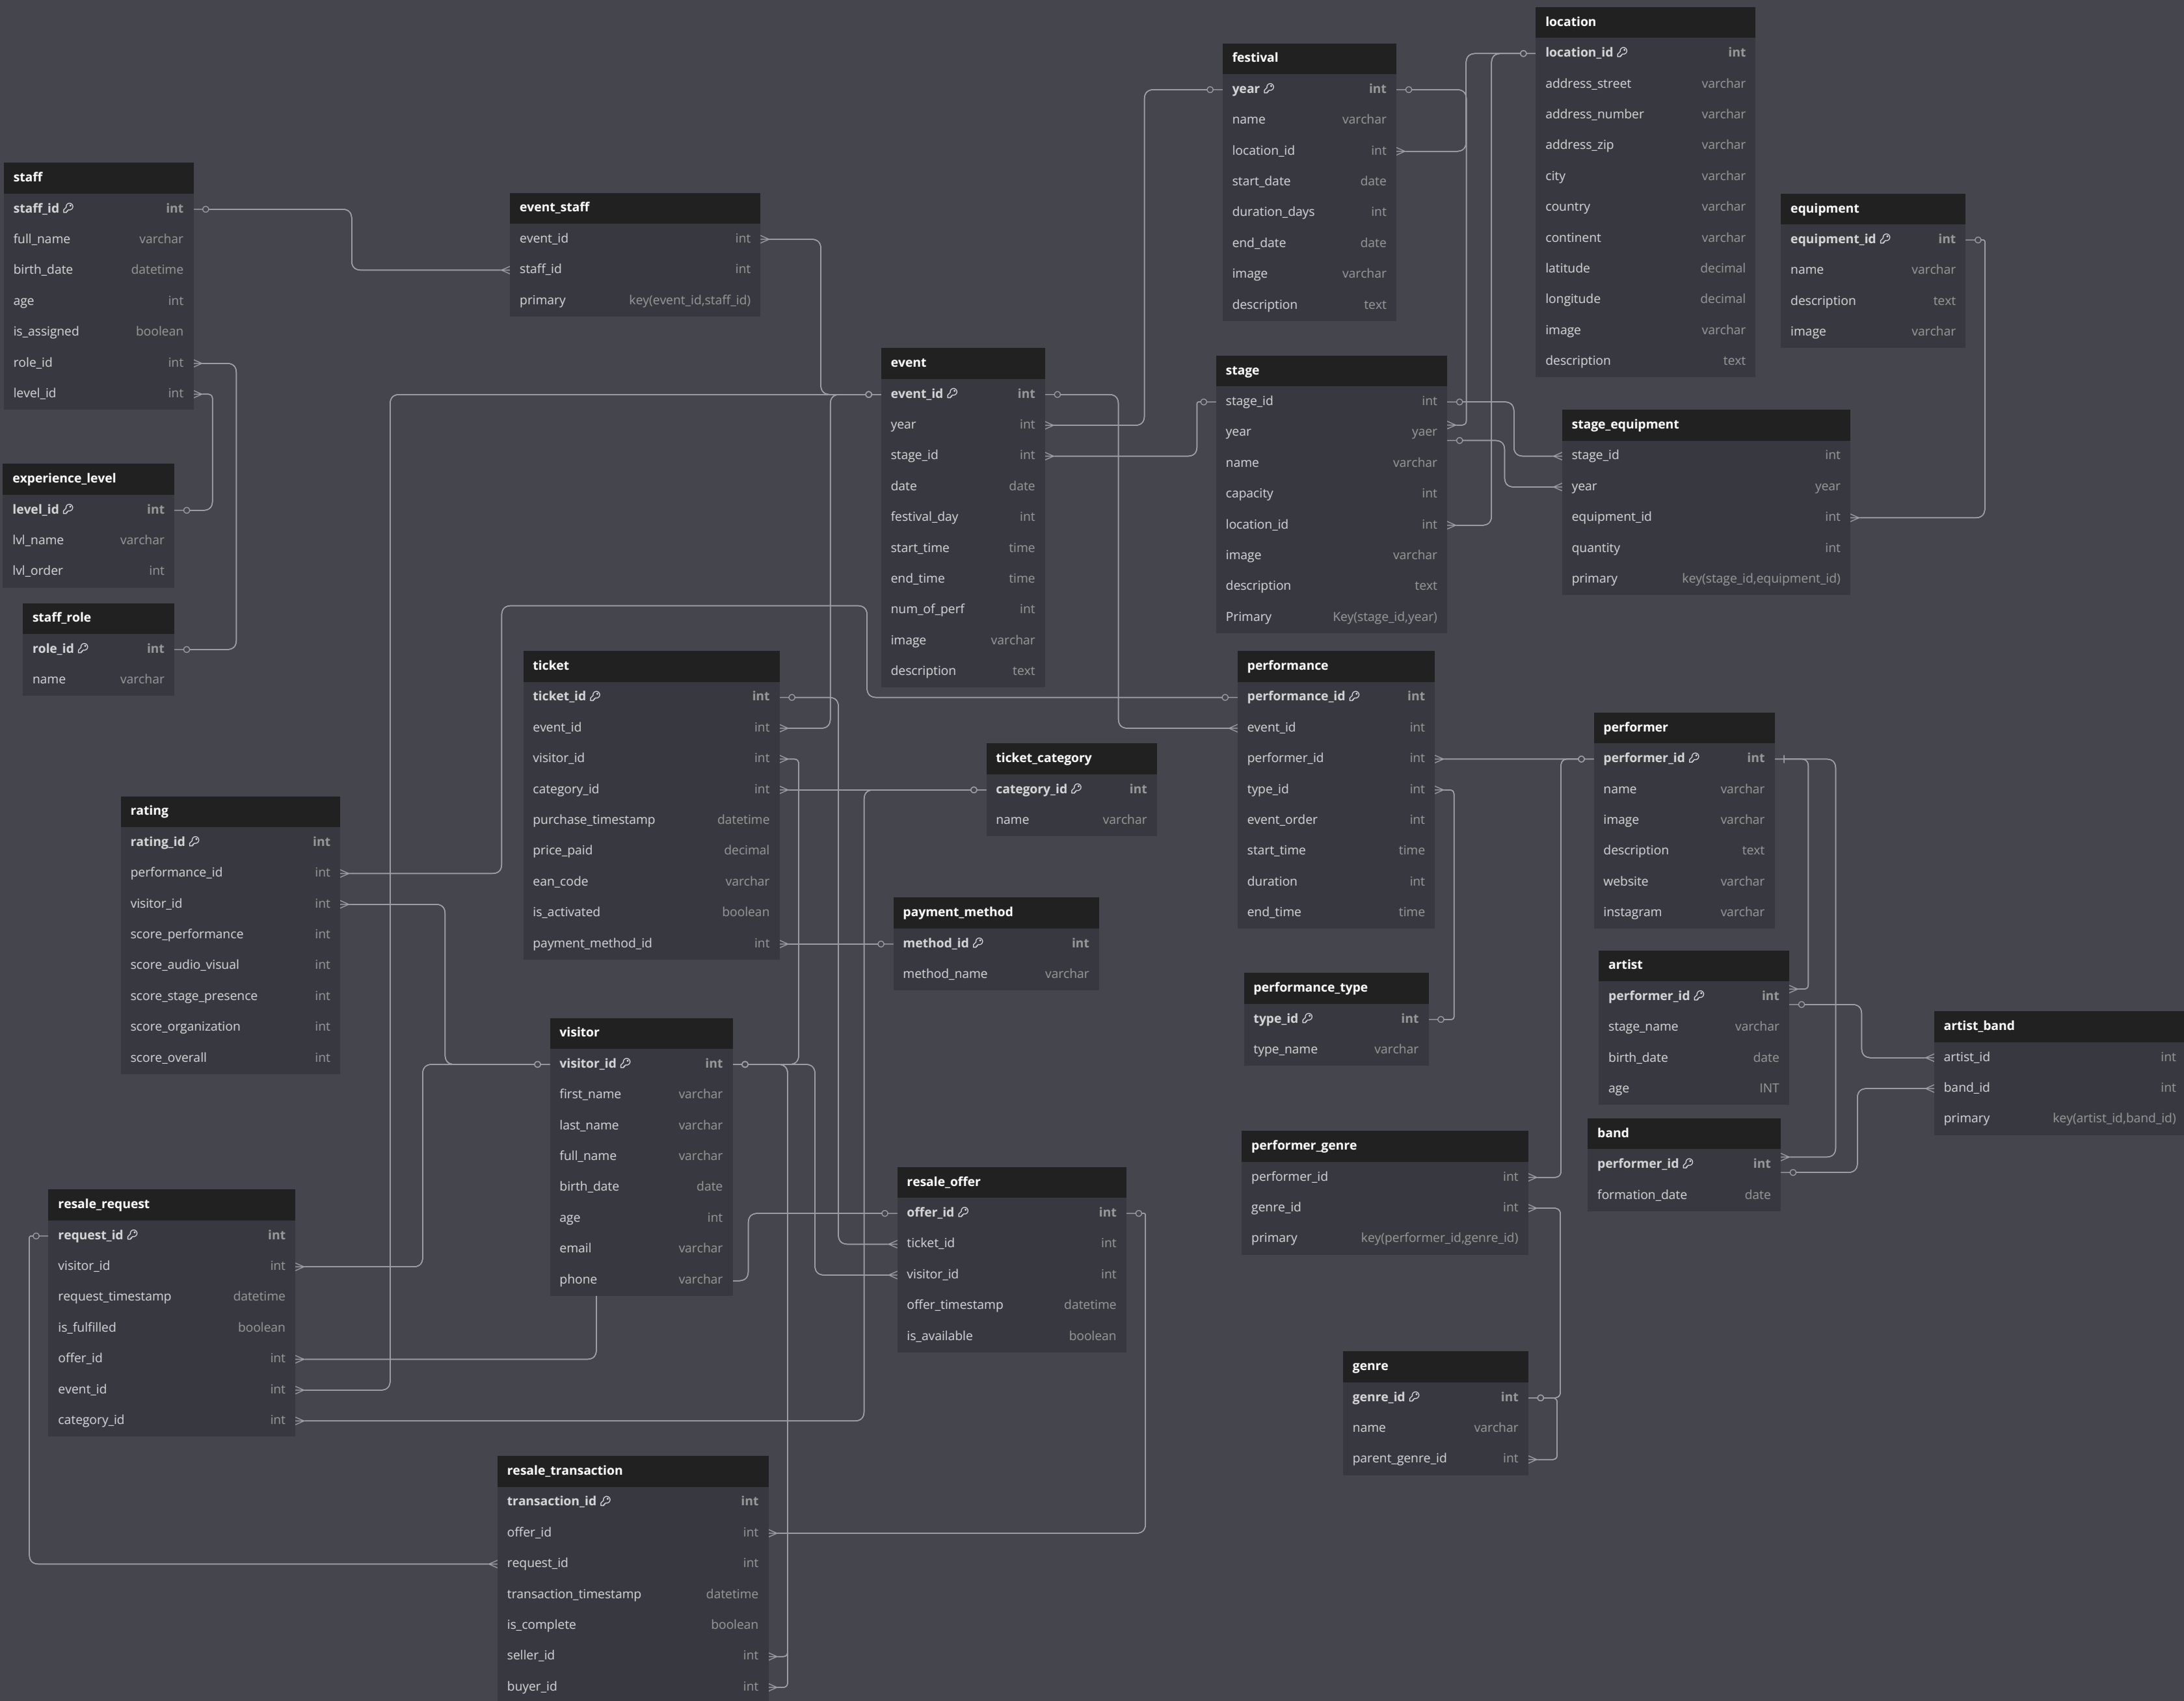 location
location_id int
address_street varchar
address_number varchar
address_zip varchar
city varchar
country varchar
continent varchar
latitude decimal
longitude decimal
image varchar
description text
festival
year int
name varchar
location_id int
start_date date
duration_days int
end_date date
image varchar
description text
staff
staff_id int
full_name varchar
birth_date datetime
age int
is_assigned boolean
role_id int
level_id int
event_staff
event_id int
staff_id int
primary key(event_id,staff_id)
equipment
equipment_id int
name varchar
description text
image varchar
event
event_id int
year int
stage_id int
date date
festival_day int
start_time time
end_time time
num_of_perf int
image varchar
description text
stage
stage_id int
year yaer
name varchar
capacity int
location_id int
image varchar
description text
Primary Key(stage_id,year)
stage_equipment
stage_id int
year year
equipment_id int
quantity int
primary key(stage_id,equipment_id)
experience_level
level_id int
lvl_name varchar
lvl_order int
staff_role
role_id int
name varchar
ticket
ticket_id int
event_id int
visitor_id int
category_id int
purchase_timestamp datetime
price_paid decimal
ean_code varchar
is_activated boolean
payment_method_id int
performance
performance_id int
event_id int
performer_id int
type_id int
event_order int
start_time time
duration int
end_time time
performer
performer_id int
name varchar
image varchar
description text
website varchar
instagram varchar
ticket_category
category_id int
name varchar
rating
rating_id int
performance_id int
visitor_id int
score_performance int
score_audio_visual int
score_stage_presence int
score_organization int
score_overall int
payment_method
method_id int
method_name varchar
artist
performer_id int
stage_name varchar
birth_date date
age INT
performance_type
type_id int
type_name varchar
artist_band
artist_id int
band_id int
primary key(artist_id,band_id)
visitor
visitor_id int
first_name varchar
last_name varchar
full_name varchar
birth_date date
age int
email varchar
phone varchar
band
performer_id int
formation_date date
performer_genre
performer_id int
genre_id int
primary key(performer_id,genre_id)
resale_offer
offer_id int
ticket_id int
visitor_id int
offer_timestamp datetime
is_available boolean
resale_request
request_id int
visitor_id int
request_timestamp datetime
is_fulfilled boolean
offer_id int
event_id int
category_id int
genre
genre_id int
name varchar
parent_genre_id int
resale_transaction
transaction_id int
offer_id int
request_id int
transaction_timestamp datetime
is_complete boolean
seller_id int
buyer_id int